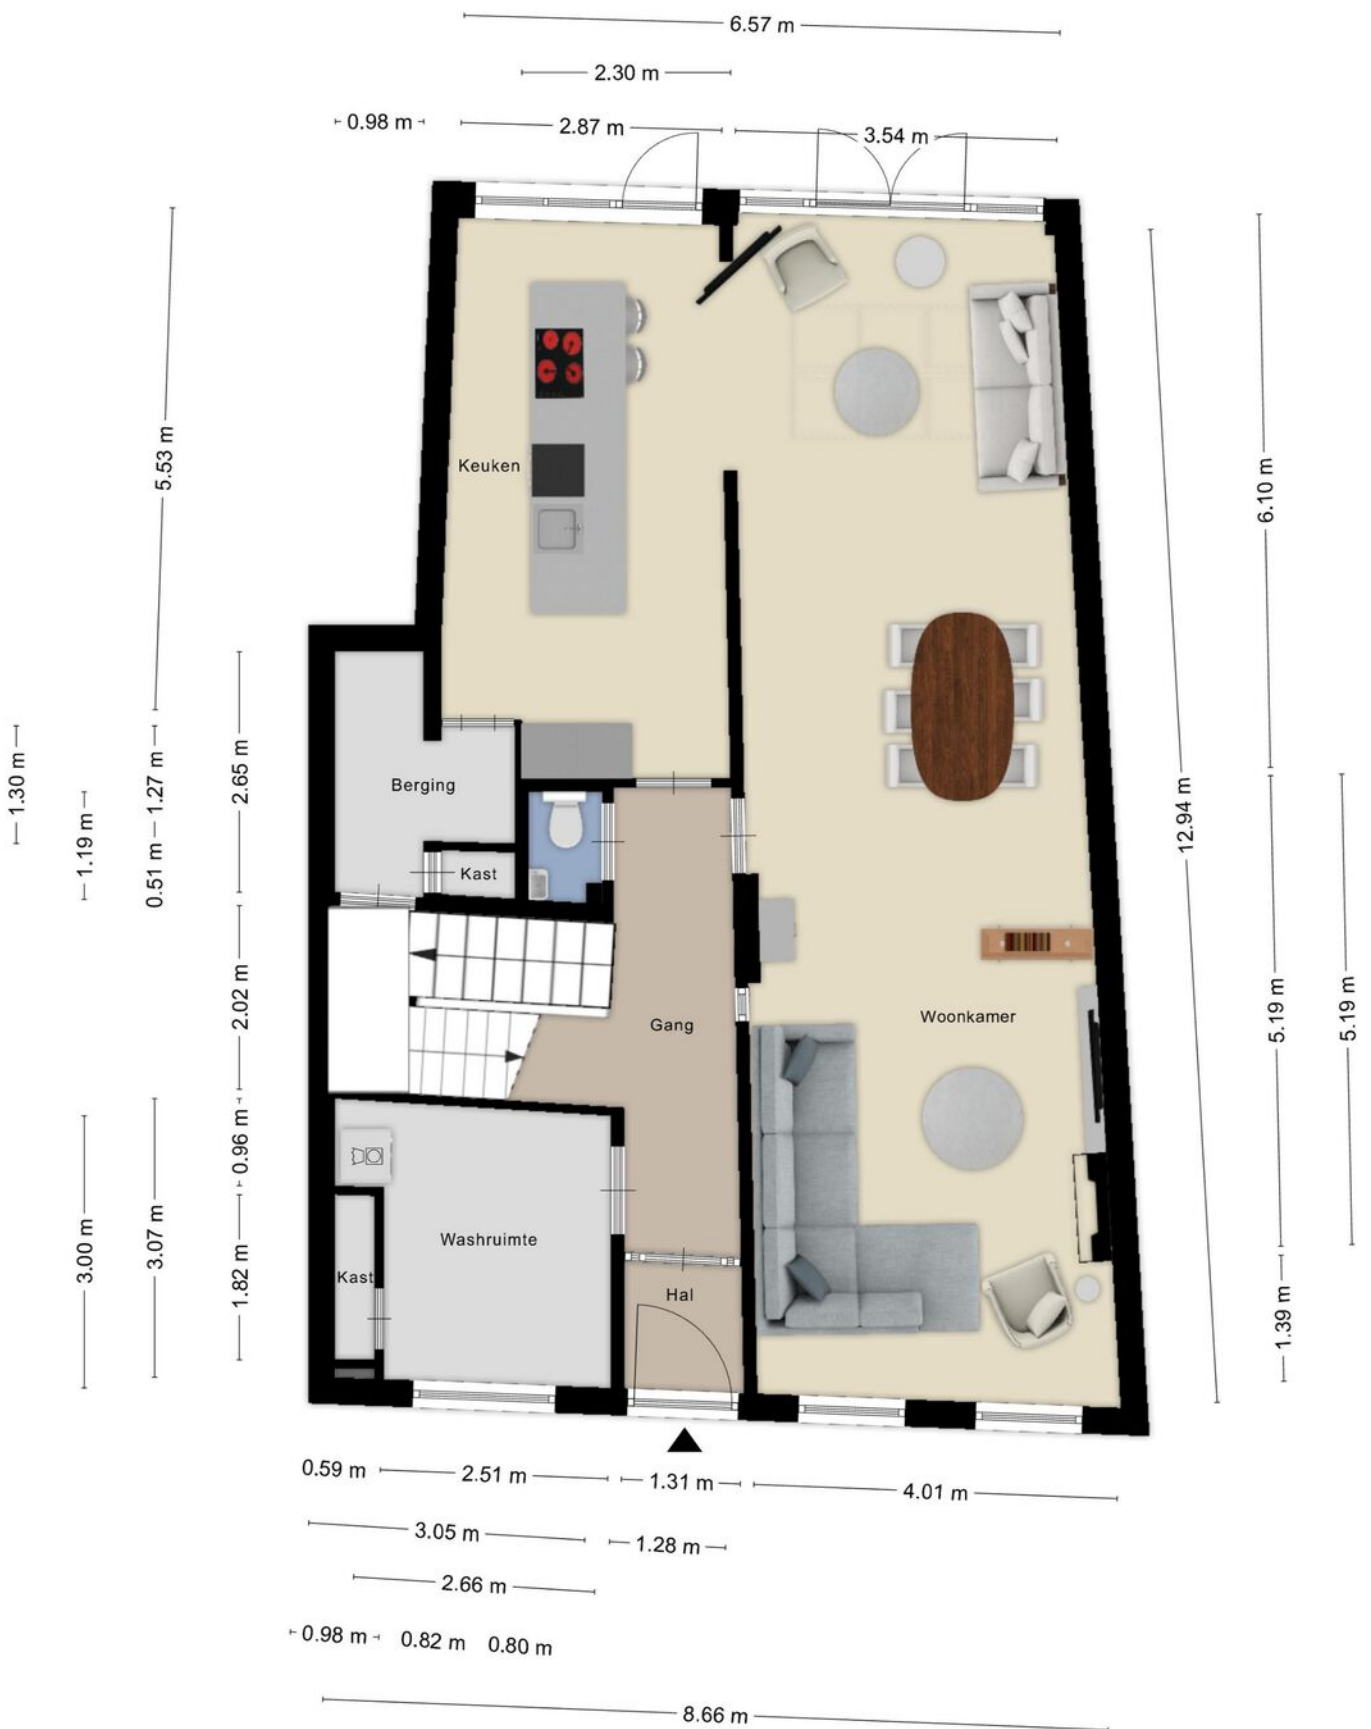 6.57 m
2.30 m
0.98 m
2.87 m
3.54 m
5.53 m
6.10 m
Keuken
1.30 m
1.19 m
0.51 m
1.27 m
2.65 m
Berging
Kast
12.94 m
2.02 m
Gang
Woonkamer
5.19 m
5.19 m
0.96 m
3.00 m
3.07 m
1.82 m
Washruimte
Kast
Hal
1.39 m
0.59 m
2.51 m
1.31 m
4.01 m
3.05 m
1.28 m
2.66 m
0.98 m
0.82 m
0.80 m
8.66 m